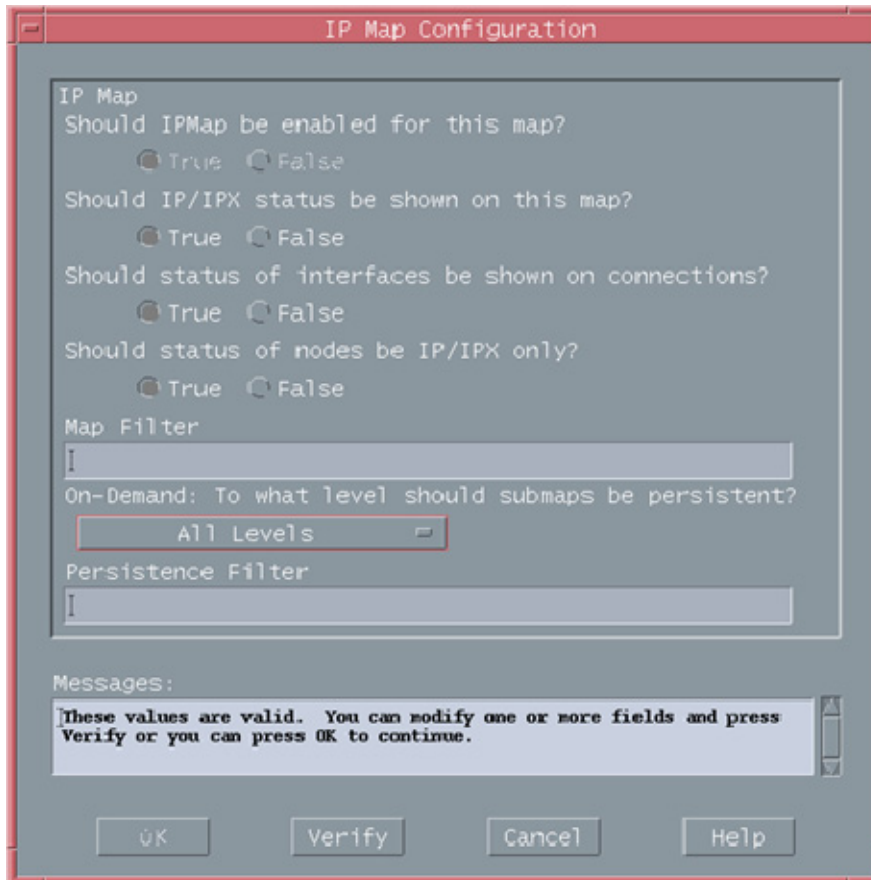 IP Map Configuration
IP Map
Should IPMap be enabled for this map?
True False
Should IP/IPX status be shown on this map?
True False
Should status of interfaces be shown on connections?
True False
Should status of nodes be IP/IPX only?
True False
Map Filter
On-Demand: To what level should submaps be persistent?
All Levels
Persistence Filter
Messages:
These values are valid. You can modify one or more fields and press
Verify or you can press OK to continue.
OK Verify Cancel Help